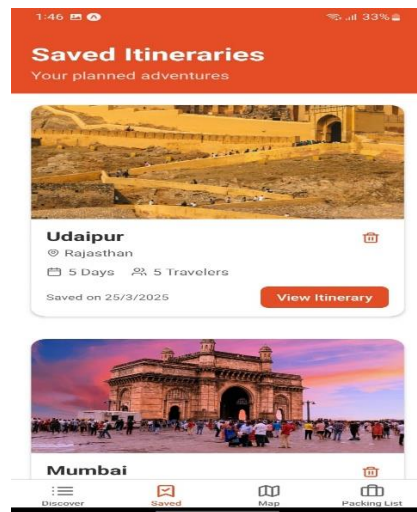 1:46 33%
Saved Itineraries
Your planned adventures
Udaipur
Rajasthan
5 Days 5 Travelers
Saved on 25/3/2025 View Itinerary
Mumbai
Discover Saved Map Packing List